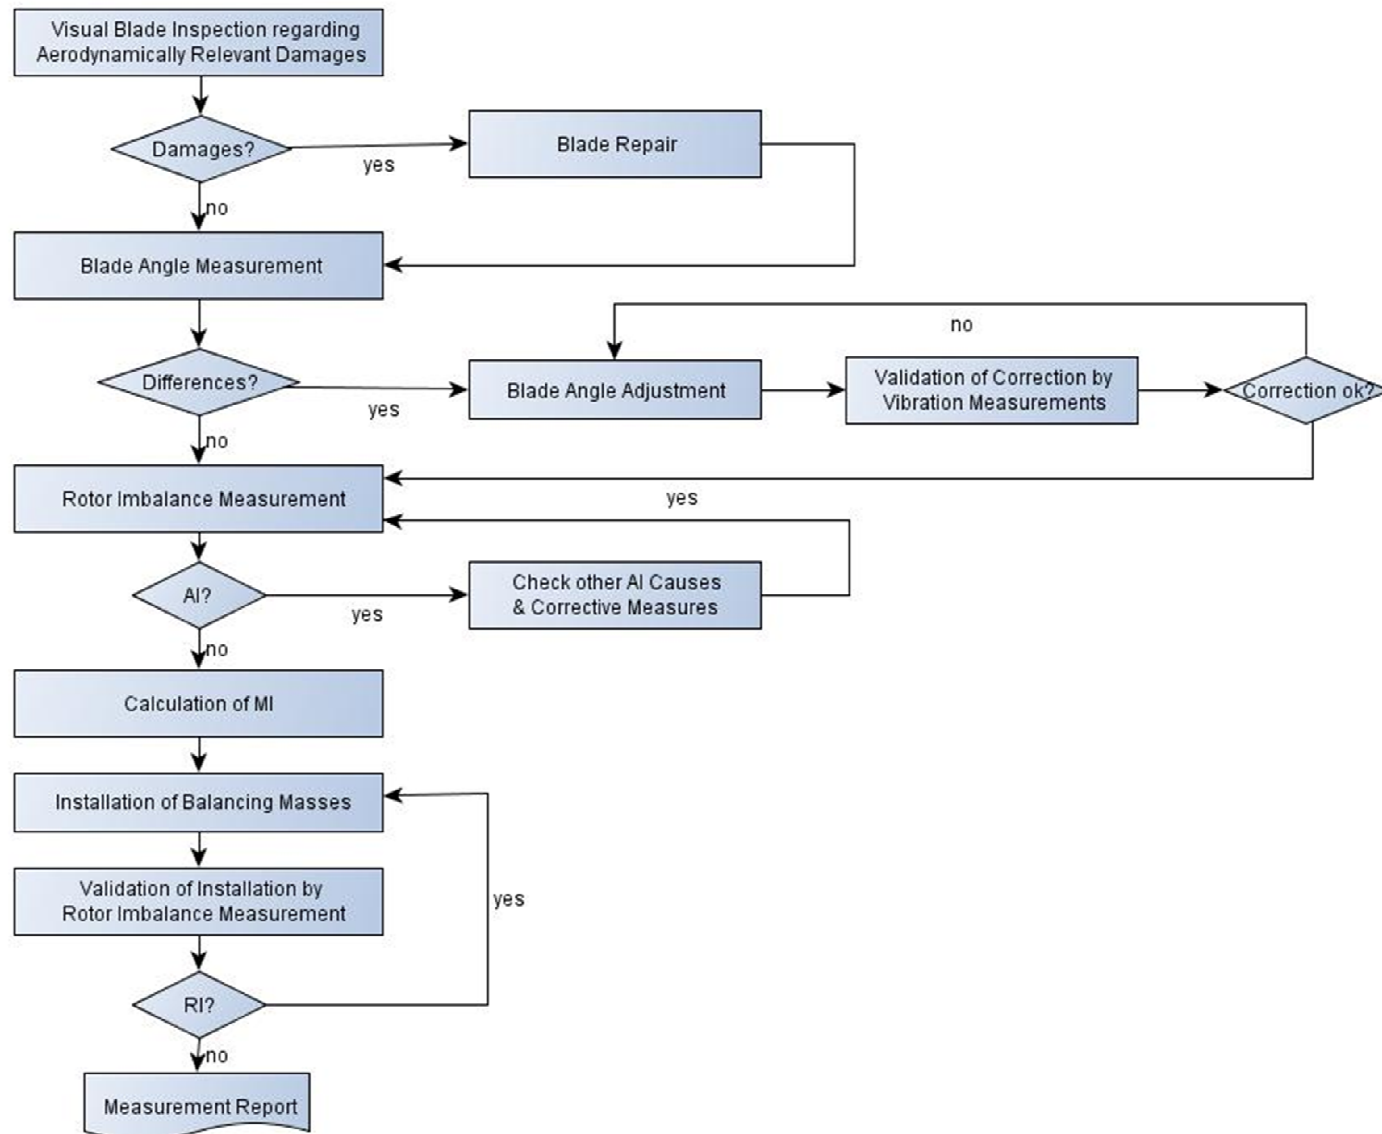 Visual Blade Inspection regarding
Aerodynamically Relevant Damages
Damages?
yes
Blade Repair
no
Blade Angle Measurement
no
Differences?
yes
Blade Angle Adjustment
Validation of Correction by
Vibration Measurements
Correction ok?
no
Rotor Imbalance Measurement
yes
AI?
yes
Check other AI Causes
& Corrective Measures
no
Calculation of MI
Installation of Balancing Masses
Validation of Installation by
Rotor Imbalance Measurement
yes
RI?
no
Measurement Report